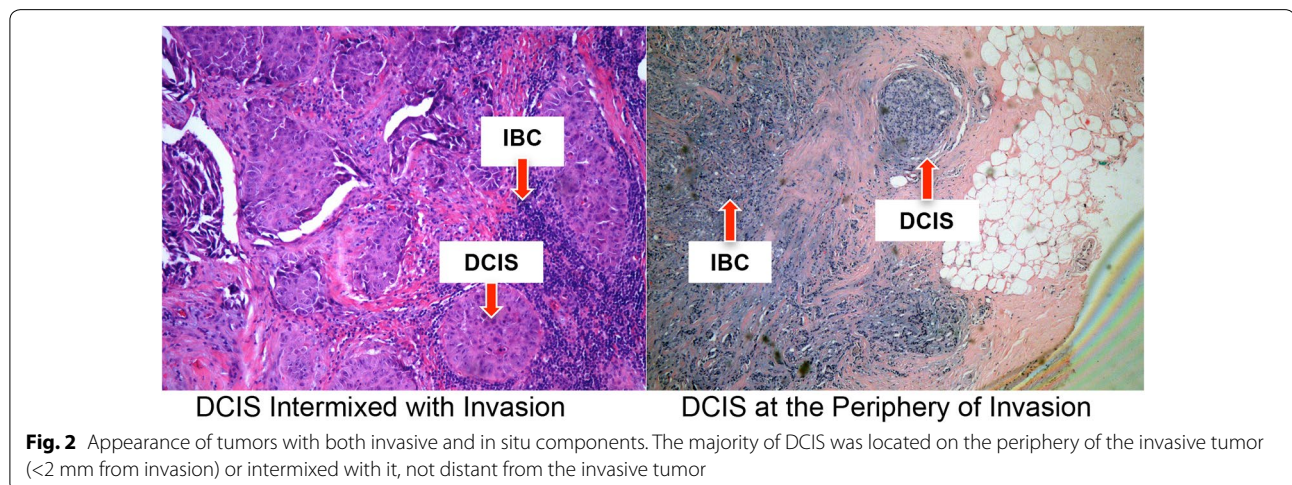 IBC
DCIS
DCIS
IBC
DCIS Intermixed with Invasion
DCIS at the Periphery of Invasion
Fig. 2 Appearance of tumors with both invasive and in situ components. The majority of DCIS was located on the periphery of the invasive tumor
(<2 mm from invasion) or intermixed with it, not distant from the invasive tumor